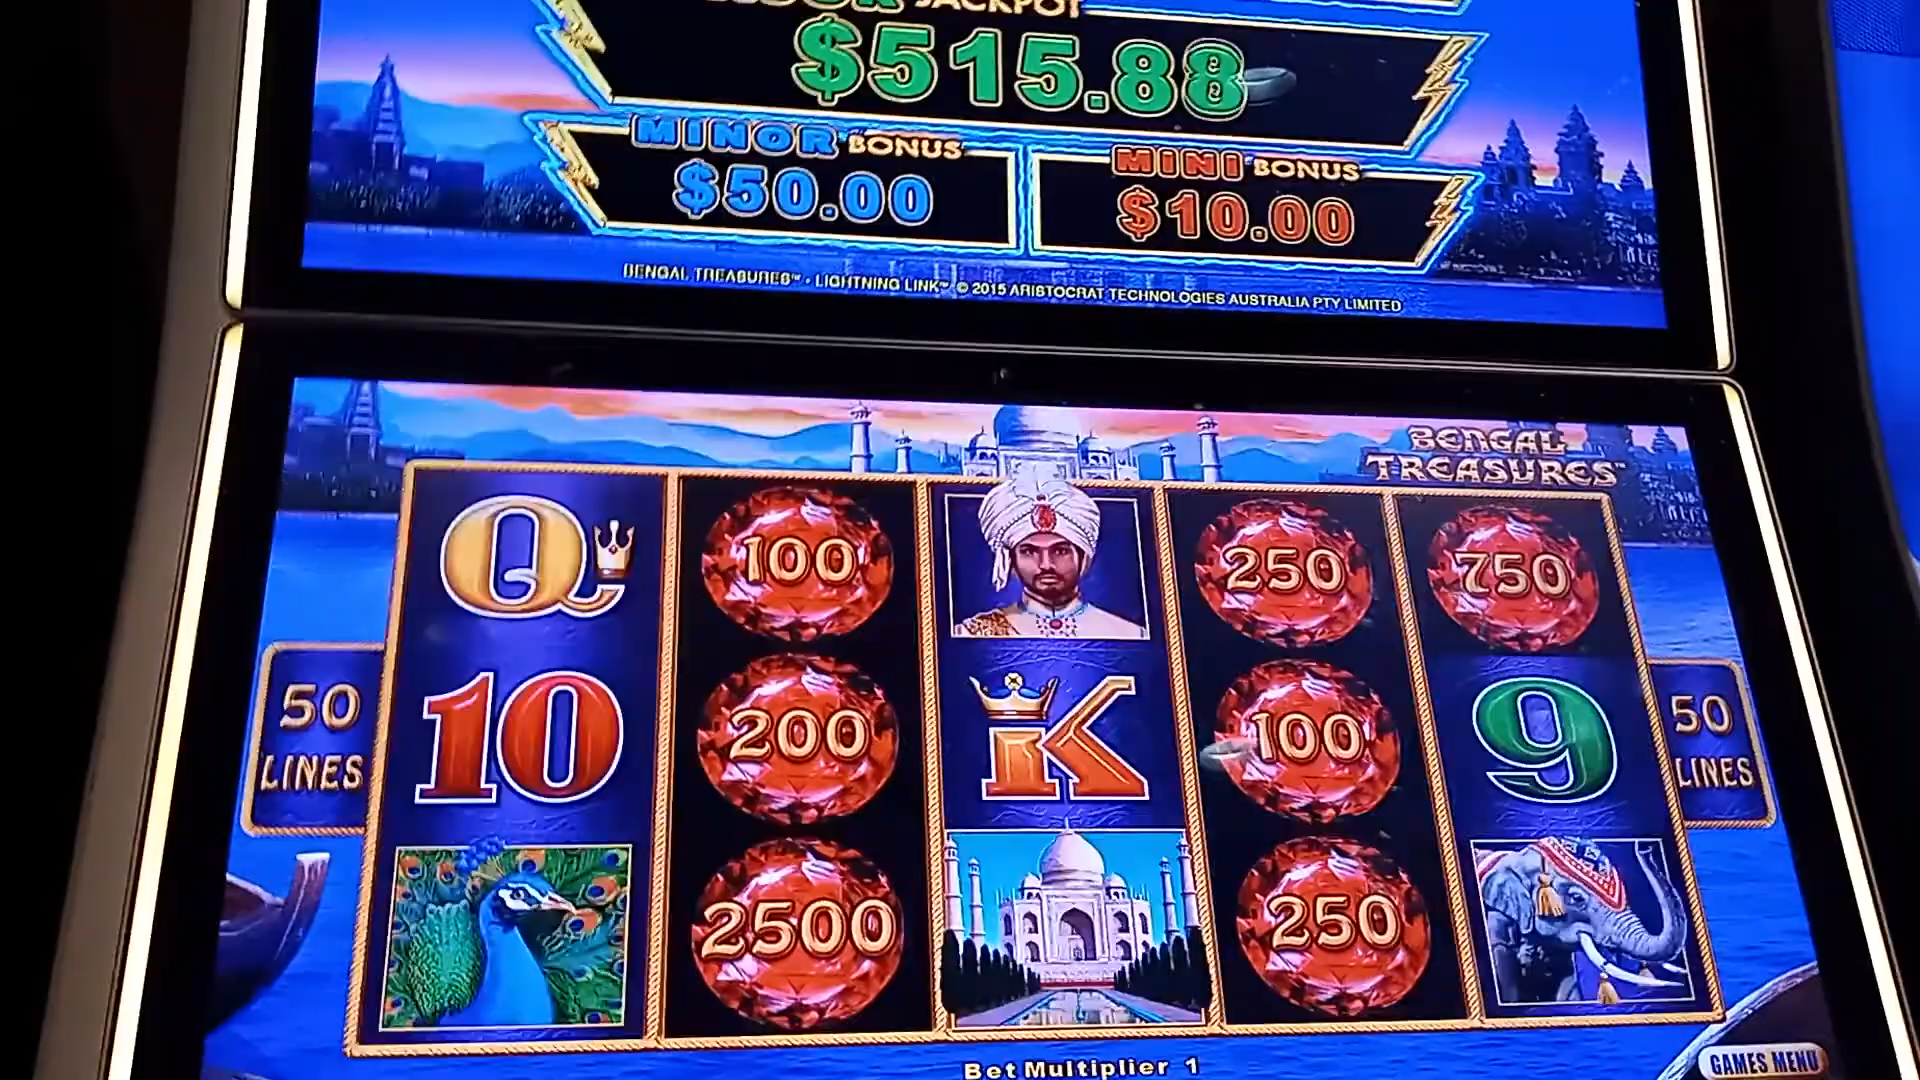 JACKPOT
$515.88
MINOR BONUS
$50.00
MINI BONUS
$10.00
BENGAL TREASURES™ - LIGHTNING LINK™ © 2015 ARISTOCRAT TECHNOLOGIES AUSTRALIA PTY LIMITED
BENGAL
TREASURES™
Q
100
250
750
50
LINES
10
200
K
100
9
50
LINES
2500
250
Bet Multiplier 1
GAMES MENU